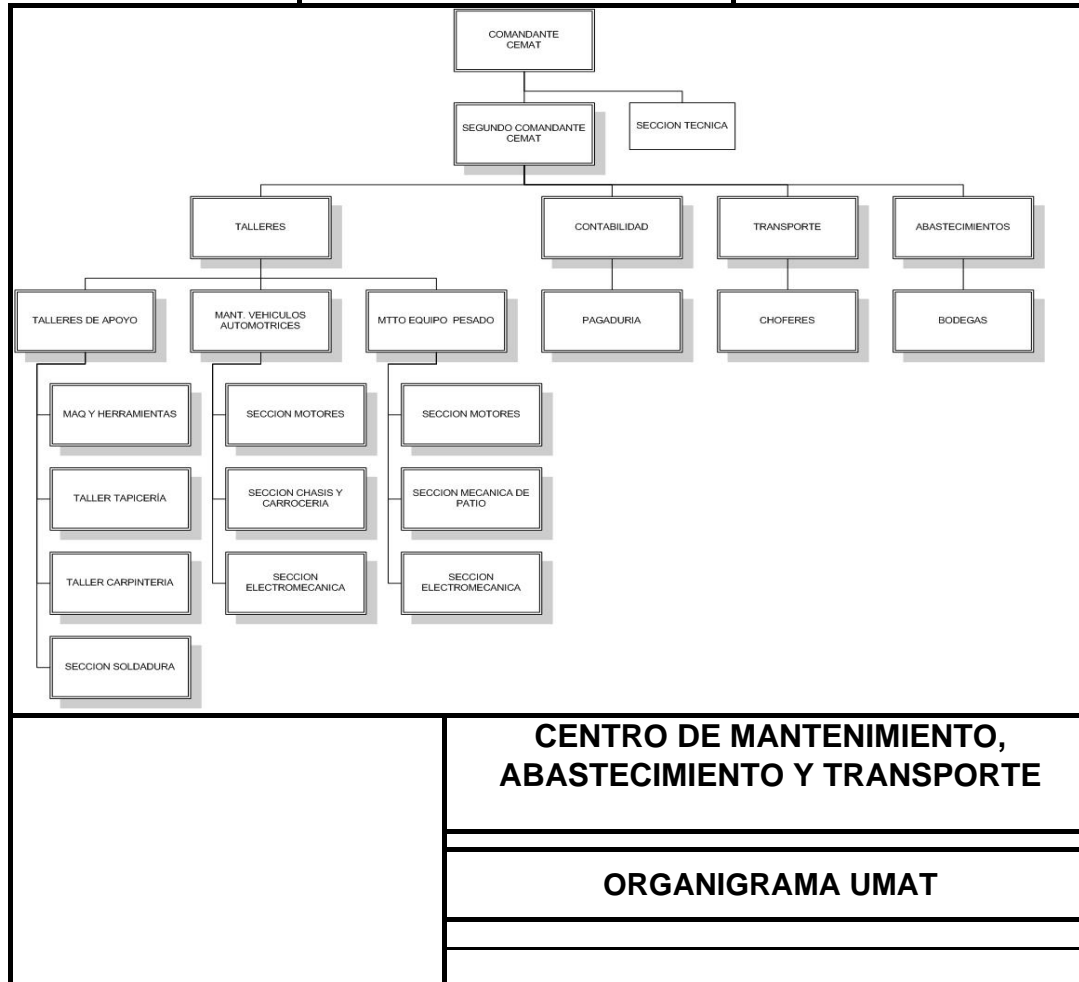 COMANDANTE
CEMAT
SEGUNDO COMANDANTE
CEMAT
SECCION TECNICA
TALLERES
CONTABILIDAD
TRANSPORTE
ABASTECIMIENTOS
TALLERES DE APOYO
MANT. VEHICULOS
AUTOMOTRICES
MTTO EQUIPO PESADO
PAGADURIA
CHOFERES
BODEGAS
MAQ Y HERRAMIENTAS
SECCION MOTORES
SECCION MOTORES
TALLER TAPICERÍA
SECCION CHASIS Y
CARROCERIA
SECCION MECANICA DE
PATIO
TALLER CARPINTERIA
SECCION
ELECTROMECANICA
SECCION
ELECTROMECANICA
SECCION SOLDADURA
CENTRO DE MANTENIMIENTO,
ABASTECIMIENTO Y TRANSPORTE
ORGANIGRAMA UMAT